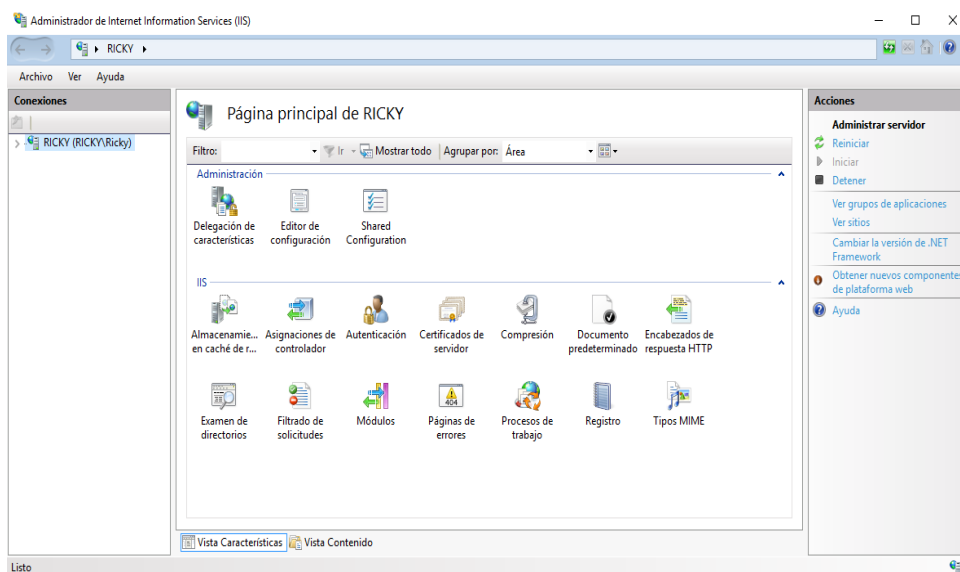 Administrador de Internet Information Services (IIS)
RICKY
Archivo Ver Ayuda
Conexiones
RICKY (RICKY\Ricky)
Página principal de RICKY
Filtro: Ir Mostrar todo Agrupar por: Área
Administración
Delegación de características
Editor de configuración
Shared Configuration
IIS
Almacenamie... en caché de r...
Asignaciones de controlador
Autenticación
Certificados de servidor
Compresión
Documento predeterminado
Encabezados de respuesta HTTP
Examen de directorios
Filtrado de solicitudes
Módulos
404
Páginas de errores
Procesos de trabajo
Registro
Tipos MIME
Vista Características Vista Contenido
Acciones
Administrar servidor
Reiniciar
Iniciar
Detener
Ver grupos de aplicaciones
Ver sitios
Cambiar la versión de .NET
Framework
Obtener nuevos componentes
de plataforma web
Ayuda
Listo